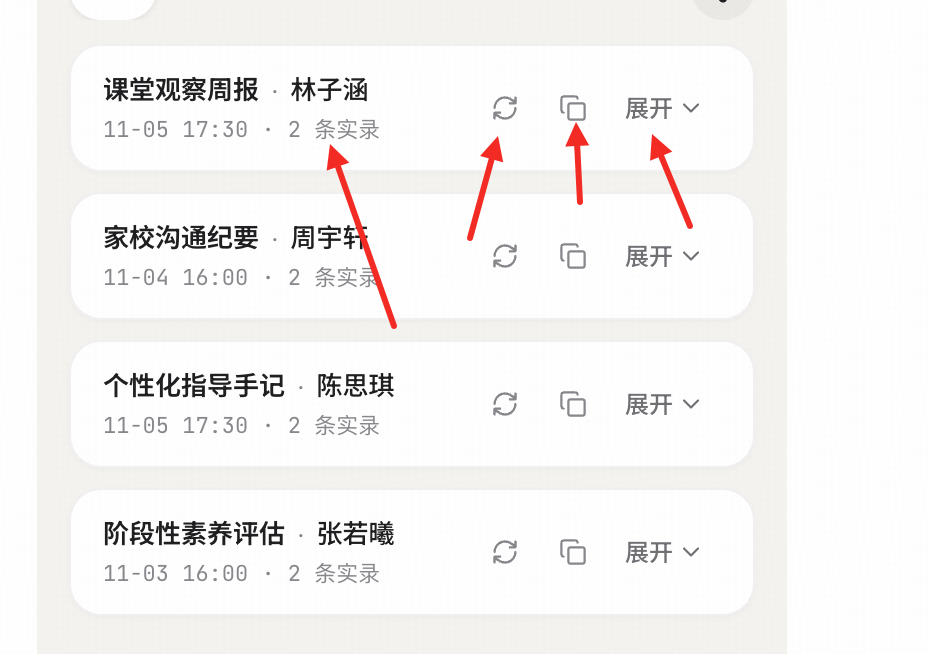 课堂观察周报 · 林子涵
11-05 17:30 · 2 条实录
展开
家校沟通纪要 · 周宇轩
11-04 16:00 · 2 条实录
展开
个性化指导手记 · 陈思琪
11-05 17:30 · 2 条实录
展开
阶段性素养评估 · 张若曦
11-03 16:00 · 2 条实录
展开